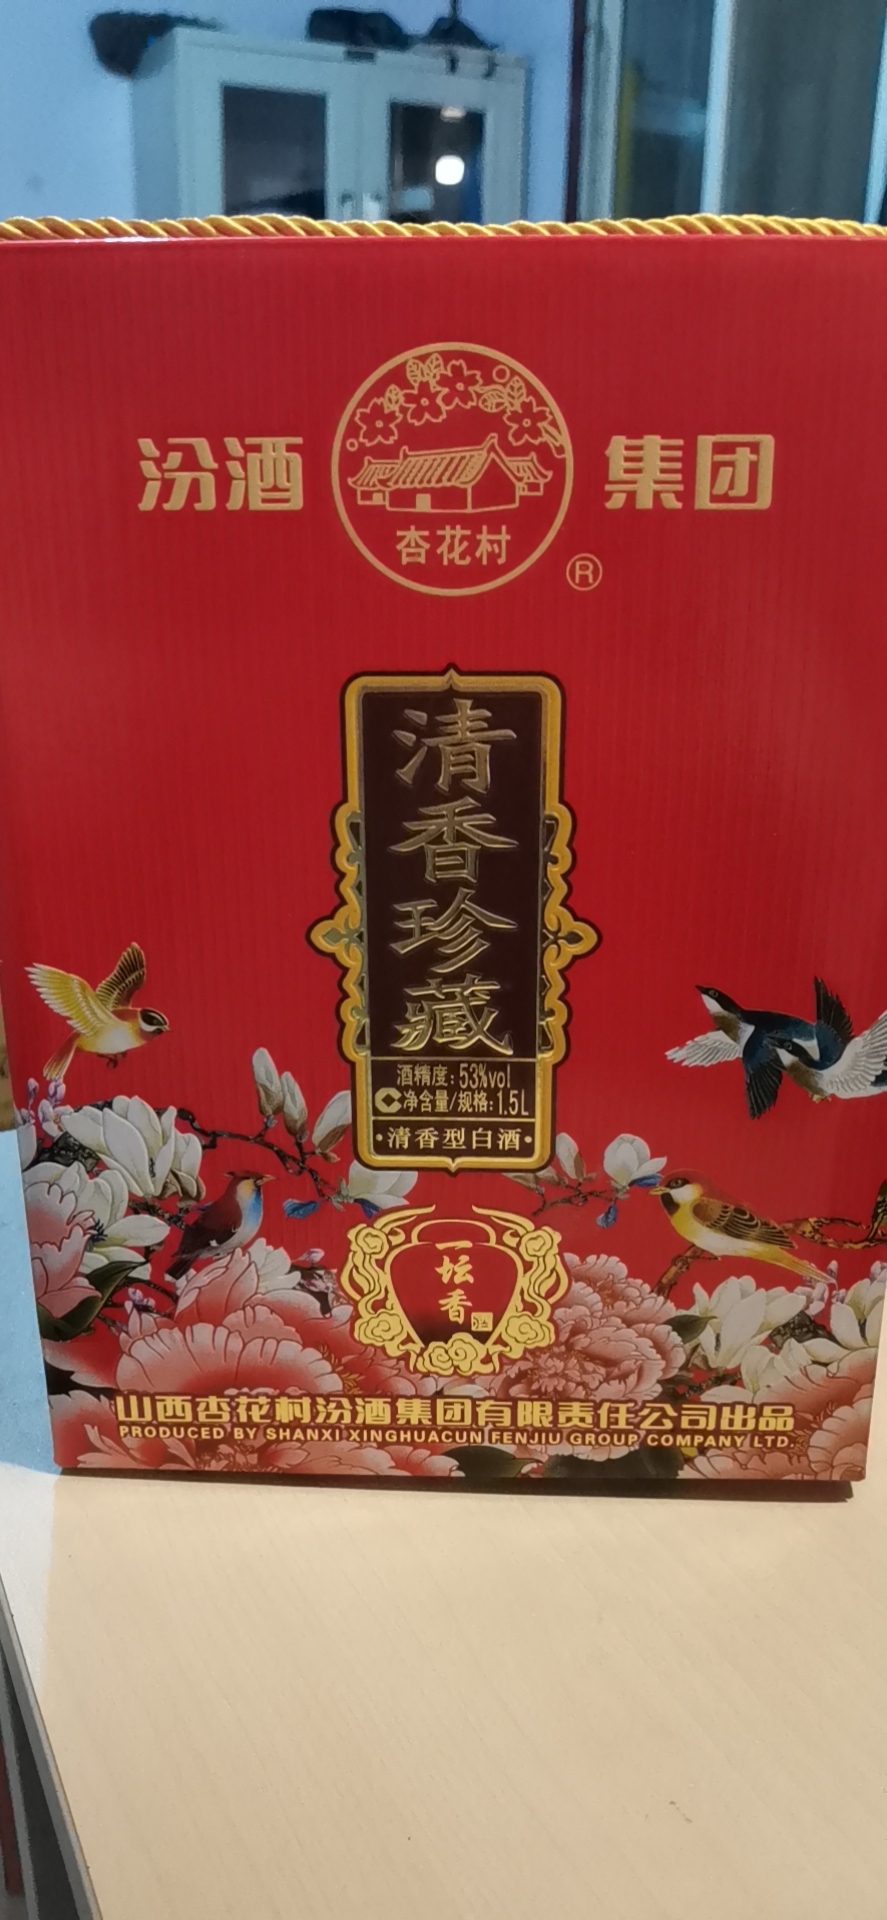 汾酒 集团
杏花村
®
清香珍藏
酒精度:53%vol
净含量/规格:1.5L
·清香型白酒·
一坛香
山西杏花村汾酒集团有限责任公司出品
PRODUCED BY SHANXI XINGHUACUN FENJIU GROUP COMPANY LTD.